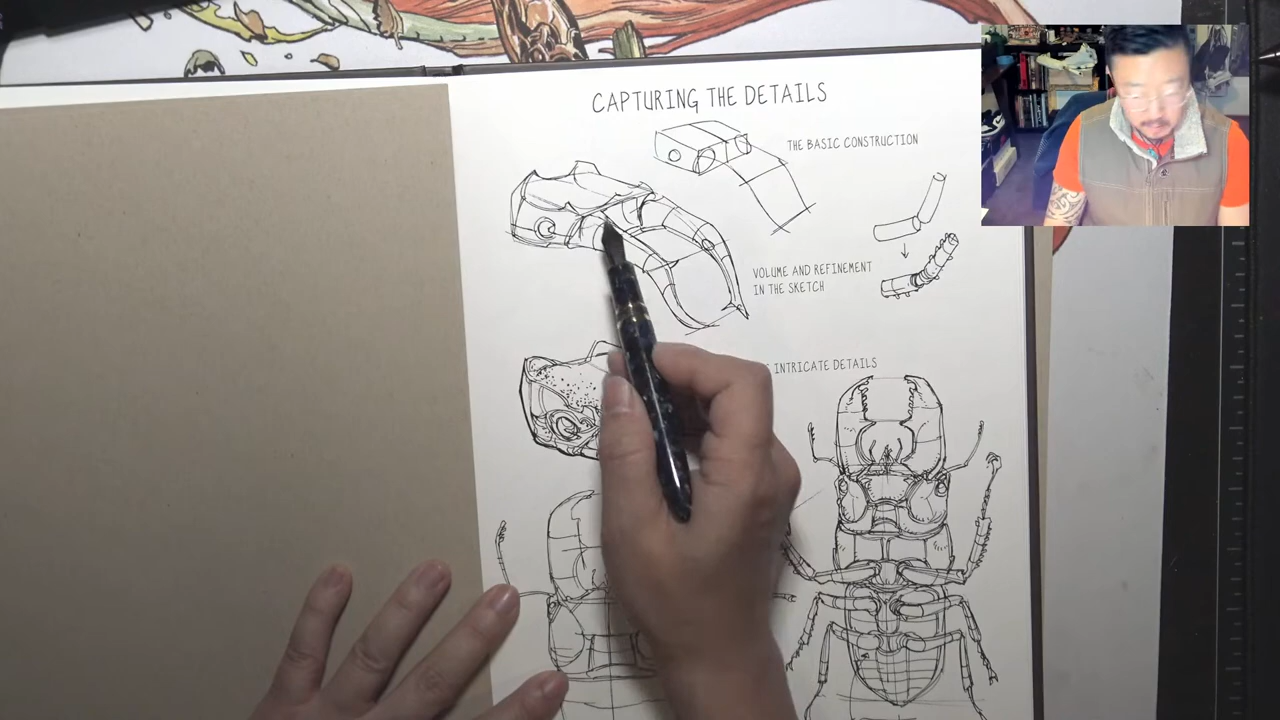 CAPTURING THE DETAILS
THE BASIC CONSTRUCTION
VOLUME AND REFINEMENT
IN THE SKETCH
INTRICATE DETAILS